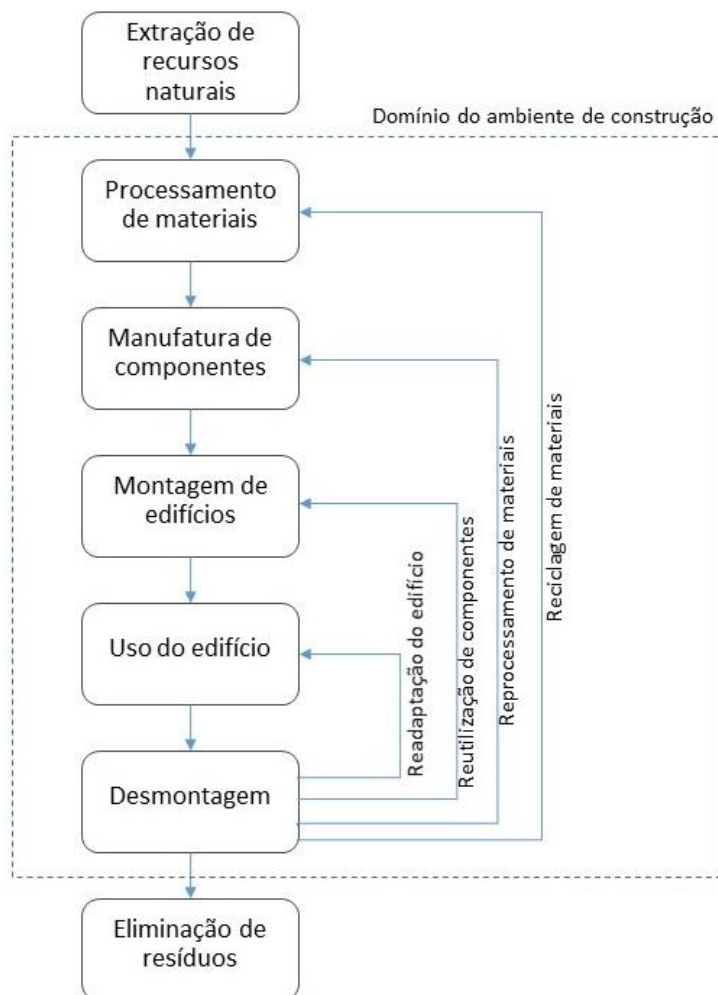 Extração de
recursos
naturais
Domínio do ambiente de construção
Processamento
de materiais
Manufatura de
componentes
Montagem de
edifícios
Uso do edifício
Desmontagem
Readaptação do edifício
Reutilização de componentes
Reprocessamento de materiais
Reciclagem de materiais
Eliminação de
resíduos